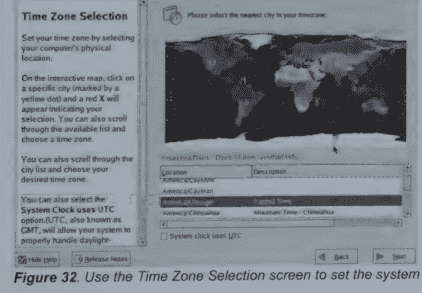 Time Zone Selection
Set your time zone by selecting
your computer's physical
location.
On the interactive map, click on
a specific city (marked by a
yellow dot) and a red X will
appear indicating your
selection. You can also scroll
through the available list and
choose a time zone.
You can also scroll through the
city list and choose your
desired time zone.
You can also select the
System Clock uses UTC
option.(UTC, also known as
GMT, will allow your system to
properly handle daylight
Please select the nearest city in your timezone:
Location Description
America/Cayenne
America/Cayman
America/Chicago Central Time
America/Chihuahua Mountain Time - Chihuahua
System clock uses UTC
Hide Help Release Notes Back Next
Figure 32. Use the Time Zone Selection screen to set the system